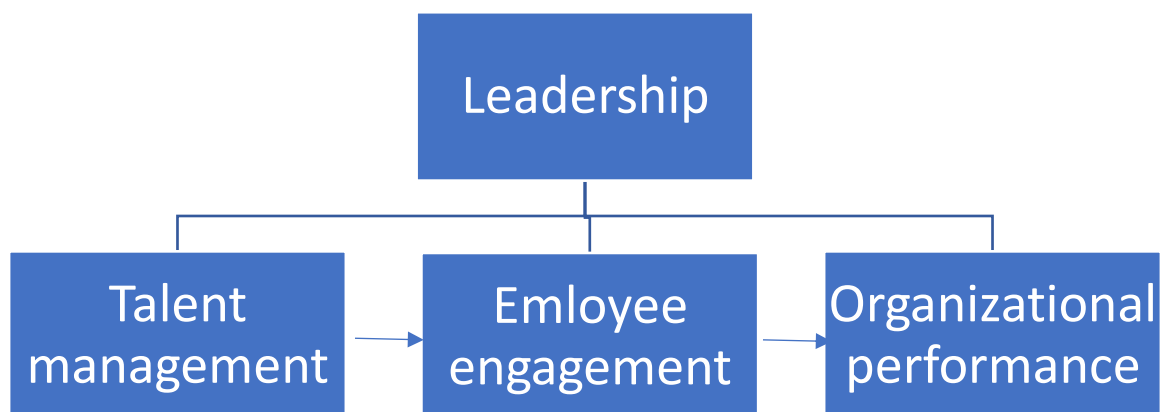 Leadership
Talent
management
Emloyee
engagement
Organizational
performance